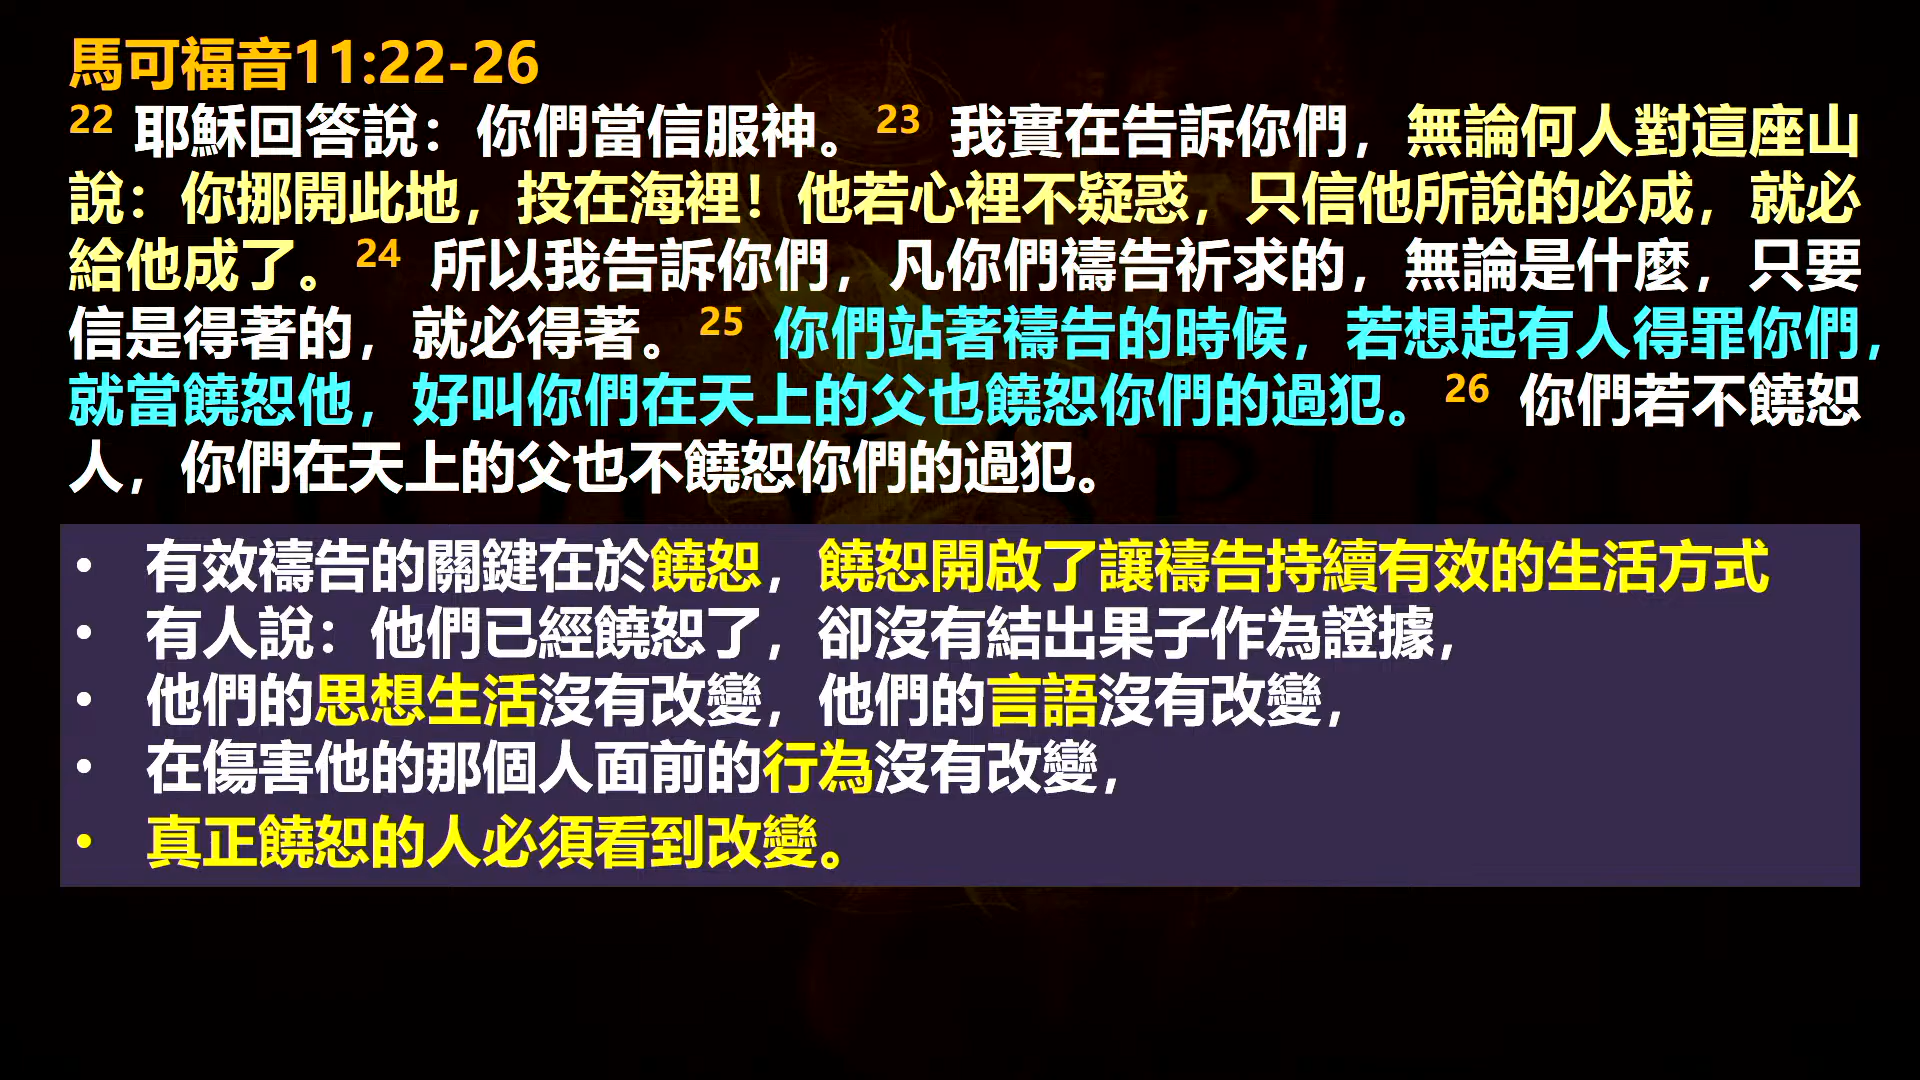 馬可福音11:22-26
22 耶穌回答說：你們當信服神。23 我實在告訴你們，無論何人對這座山
說：你挪開此地，投在海裡！他若心裡不疑惑，只信他所說的必成，就必
給他成了。24 所以我告訴你們，凡你們禱告祈求的，無論是什麼，只要
信是得著的，就必得著。25 你們站著禱告的時候，若想起有人得罪你們，
就當饒恕他，好叫你們在天上的父也饒恕你們的過犯。26 你們若不饒恕
人，你們在天上的父也不饒恕你們的過犯。
• 有效禱告的關鍵在於饒恕，饒恕開啟了讓禱告持續有效的生活方式
• 有人說：他們已經饒恕了，卻沒有結出果子作為證據，
• 他們的思想生活沒有改變，他們的言語沒有改變，
• 在傷害他的那個人面前的行為沒有改變，
• 真正饒恕的人必須看到改變。